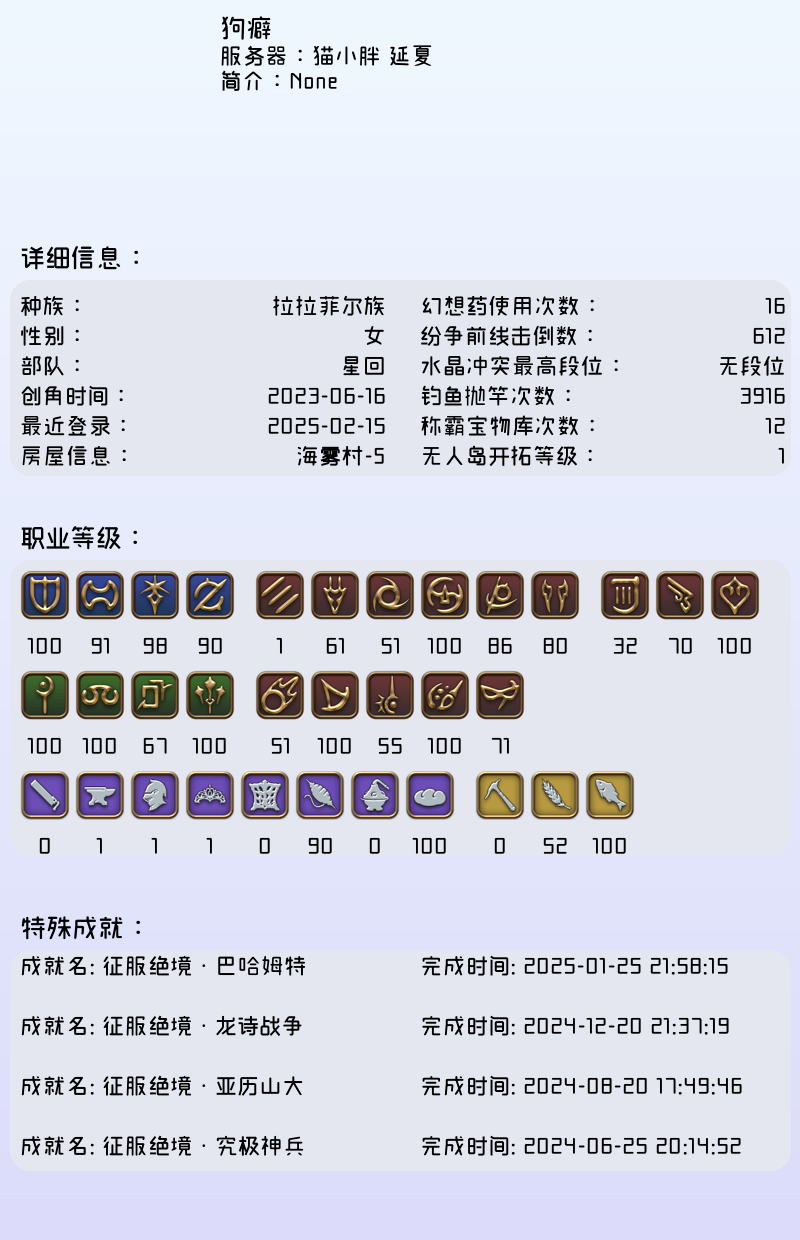 狗癖
服务器：猫小胖 延夏
简介：None
详细信息：
种族： 拉拉菲尔族 幻想药使用次数： 16
性别： 女 纷争前线击倒数： 612
部队： 星回 水晶冲突最高段位： 无段位
创角时间： 2023-06-16 钓鱼抛竿次数： 3916
最近登录： 2025-02-15 称霸宝物库次数： 12
房屋信息： 海雾村-5 无人岛开拓等级： 1
职业等级：
100 91 98 90 1 61 51 100 86 80 32 70 100
100 100 67 100 51 100 55 100 71
0 1 1 1 0 90 0 100 0 52 100
特殊成就：
成就名: 征服绝境·巴哈姆特 完成时间: 2025-01-25 21:58:15
成就名: 征服绝境·龙诗战争 完成时间: 2024-12-20 21:37:19
成就名: 征服绝境·亚历山大 完成时间: 2024-08-20 17:49:46
成就名: 征服绝境·究极神兵 完成时间: 2024-06-25 20:14:52